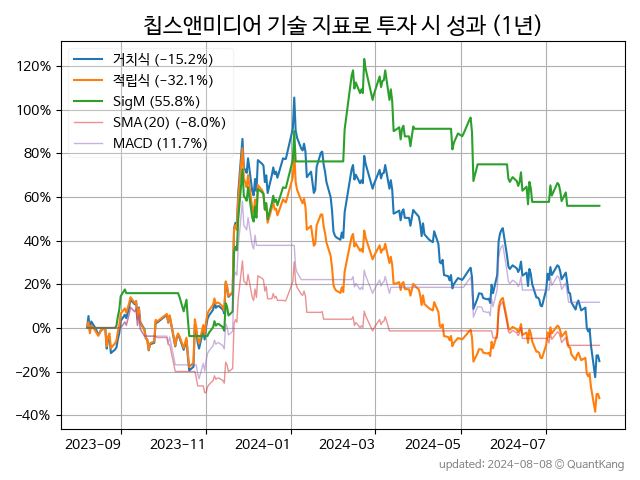 칩스앤미디어 기술 지표로 투자 시 성과 (1년)
거치식 (−15.2%)
적립식 (−32.1%)
SigM (55.8%)
SMA(20) (−8.0%)
MACD (11.7%)
120%
100%
80%
60%
40%
20%
0%
−20%
−40%
2023-09
2023-11
2024-01
2024-03
2024-05
2024-07
updated: 2024-08-08 © QuantKang